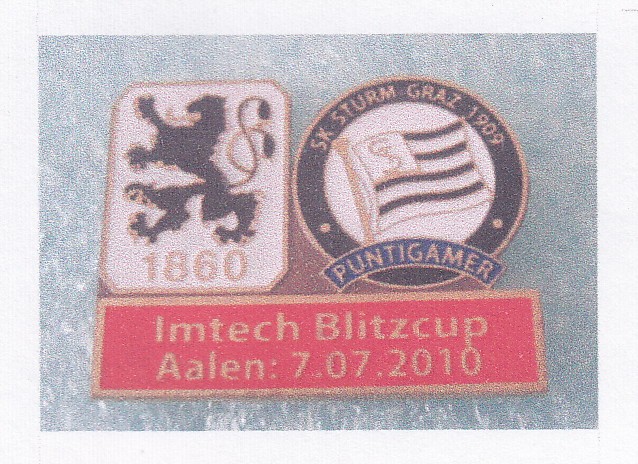 1860
SK STURM GRAZ 1909
S
PUNTIGAMER
Imtech Blitzcup
Aalen: 7.07.2010